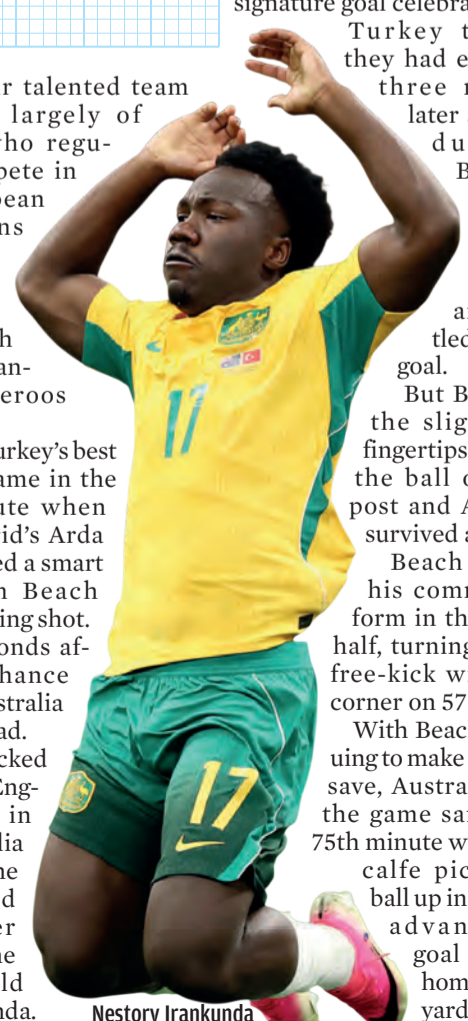 signature goal celebra
Turkey t
they had e
three
later
du
B
r talented team
largely of
ho regu-
pete in
pean
ns
h
an-
eroos
urkey's best
ame in the
ute when
id's Arda
ed a smart
n Beach
ing shot.
onds af-
hance
stralia
ad.
cked
Eng-
in
lia
ne
d
er
ne
ld
nda.
17
17
Nestory Irankunda
a
tled
goal.
But B
the slig
fingertips
the ball o
post and A
survived a
Beach
his comm
form in th
half, turning
free-kick w
corner on 57
With Beac
uing to make
save, Austra
the game sa
75th minute w
calfe pic
ball up in
advan
goal
hom
yard